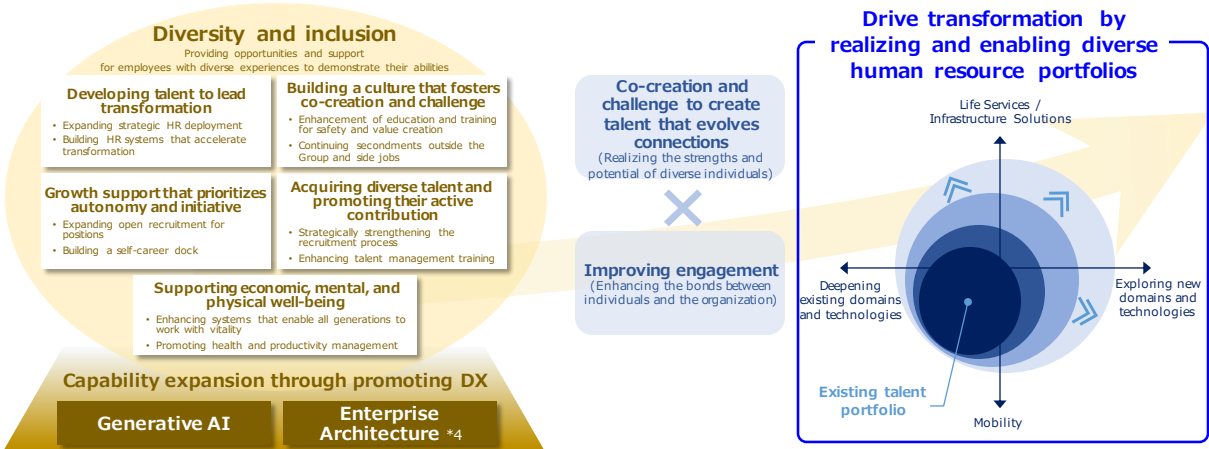 Diversity and inclusion
Providing opportunities and support
for employees with diverse experiences to demonstrate their abilities
Developing talent to lead
transformation
• Expanding strategic HR deployment
• Building HR systems that accelerate
transformation
Building a culture that fosters
co-creation and challenge
• Enhancement of education and training
for safety and value creation
• Continuing secondments outside the
Group and side jobs
Growth support that prioritizes
autonomy and initiative
• Expanding open recruitment for
positions
• Building a self-career dock
Acquiring diverse talent and
promoting their active
contribution
• Strategically strengthening the
recruitment process
• Enhancing talent management training
Supporting economic, mental, and
physical well-being
• Enhancing systems that enable all generations to
work with vitality
• Promoting health and productivity management
Capability expansion through promoting DX
Generative AI
Enterprise
Architecture *4
Co-creation and
challenge to create
talent that evolves
connections
(Realizing the strengths and
potential of diverse individuals)
Improving engagement
(Enhancing the bonds between
individuals and the organization)
Drive transformation by
realizing and enabling diverse
human resource portfolios
Life Services /
Infrastructure Solutions
Deepening
existing domains
and technologies
Exploring new
domains and
technologies
Existing talent
portfolio
Mobility